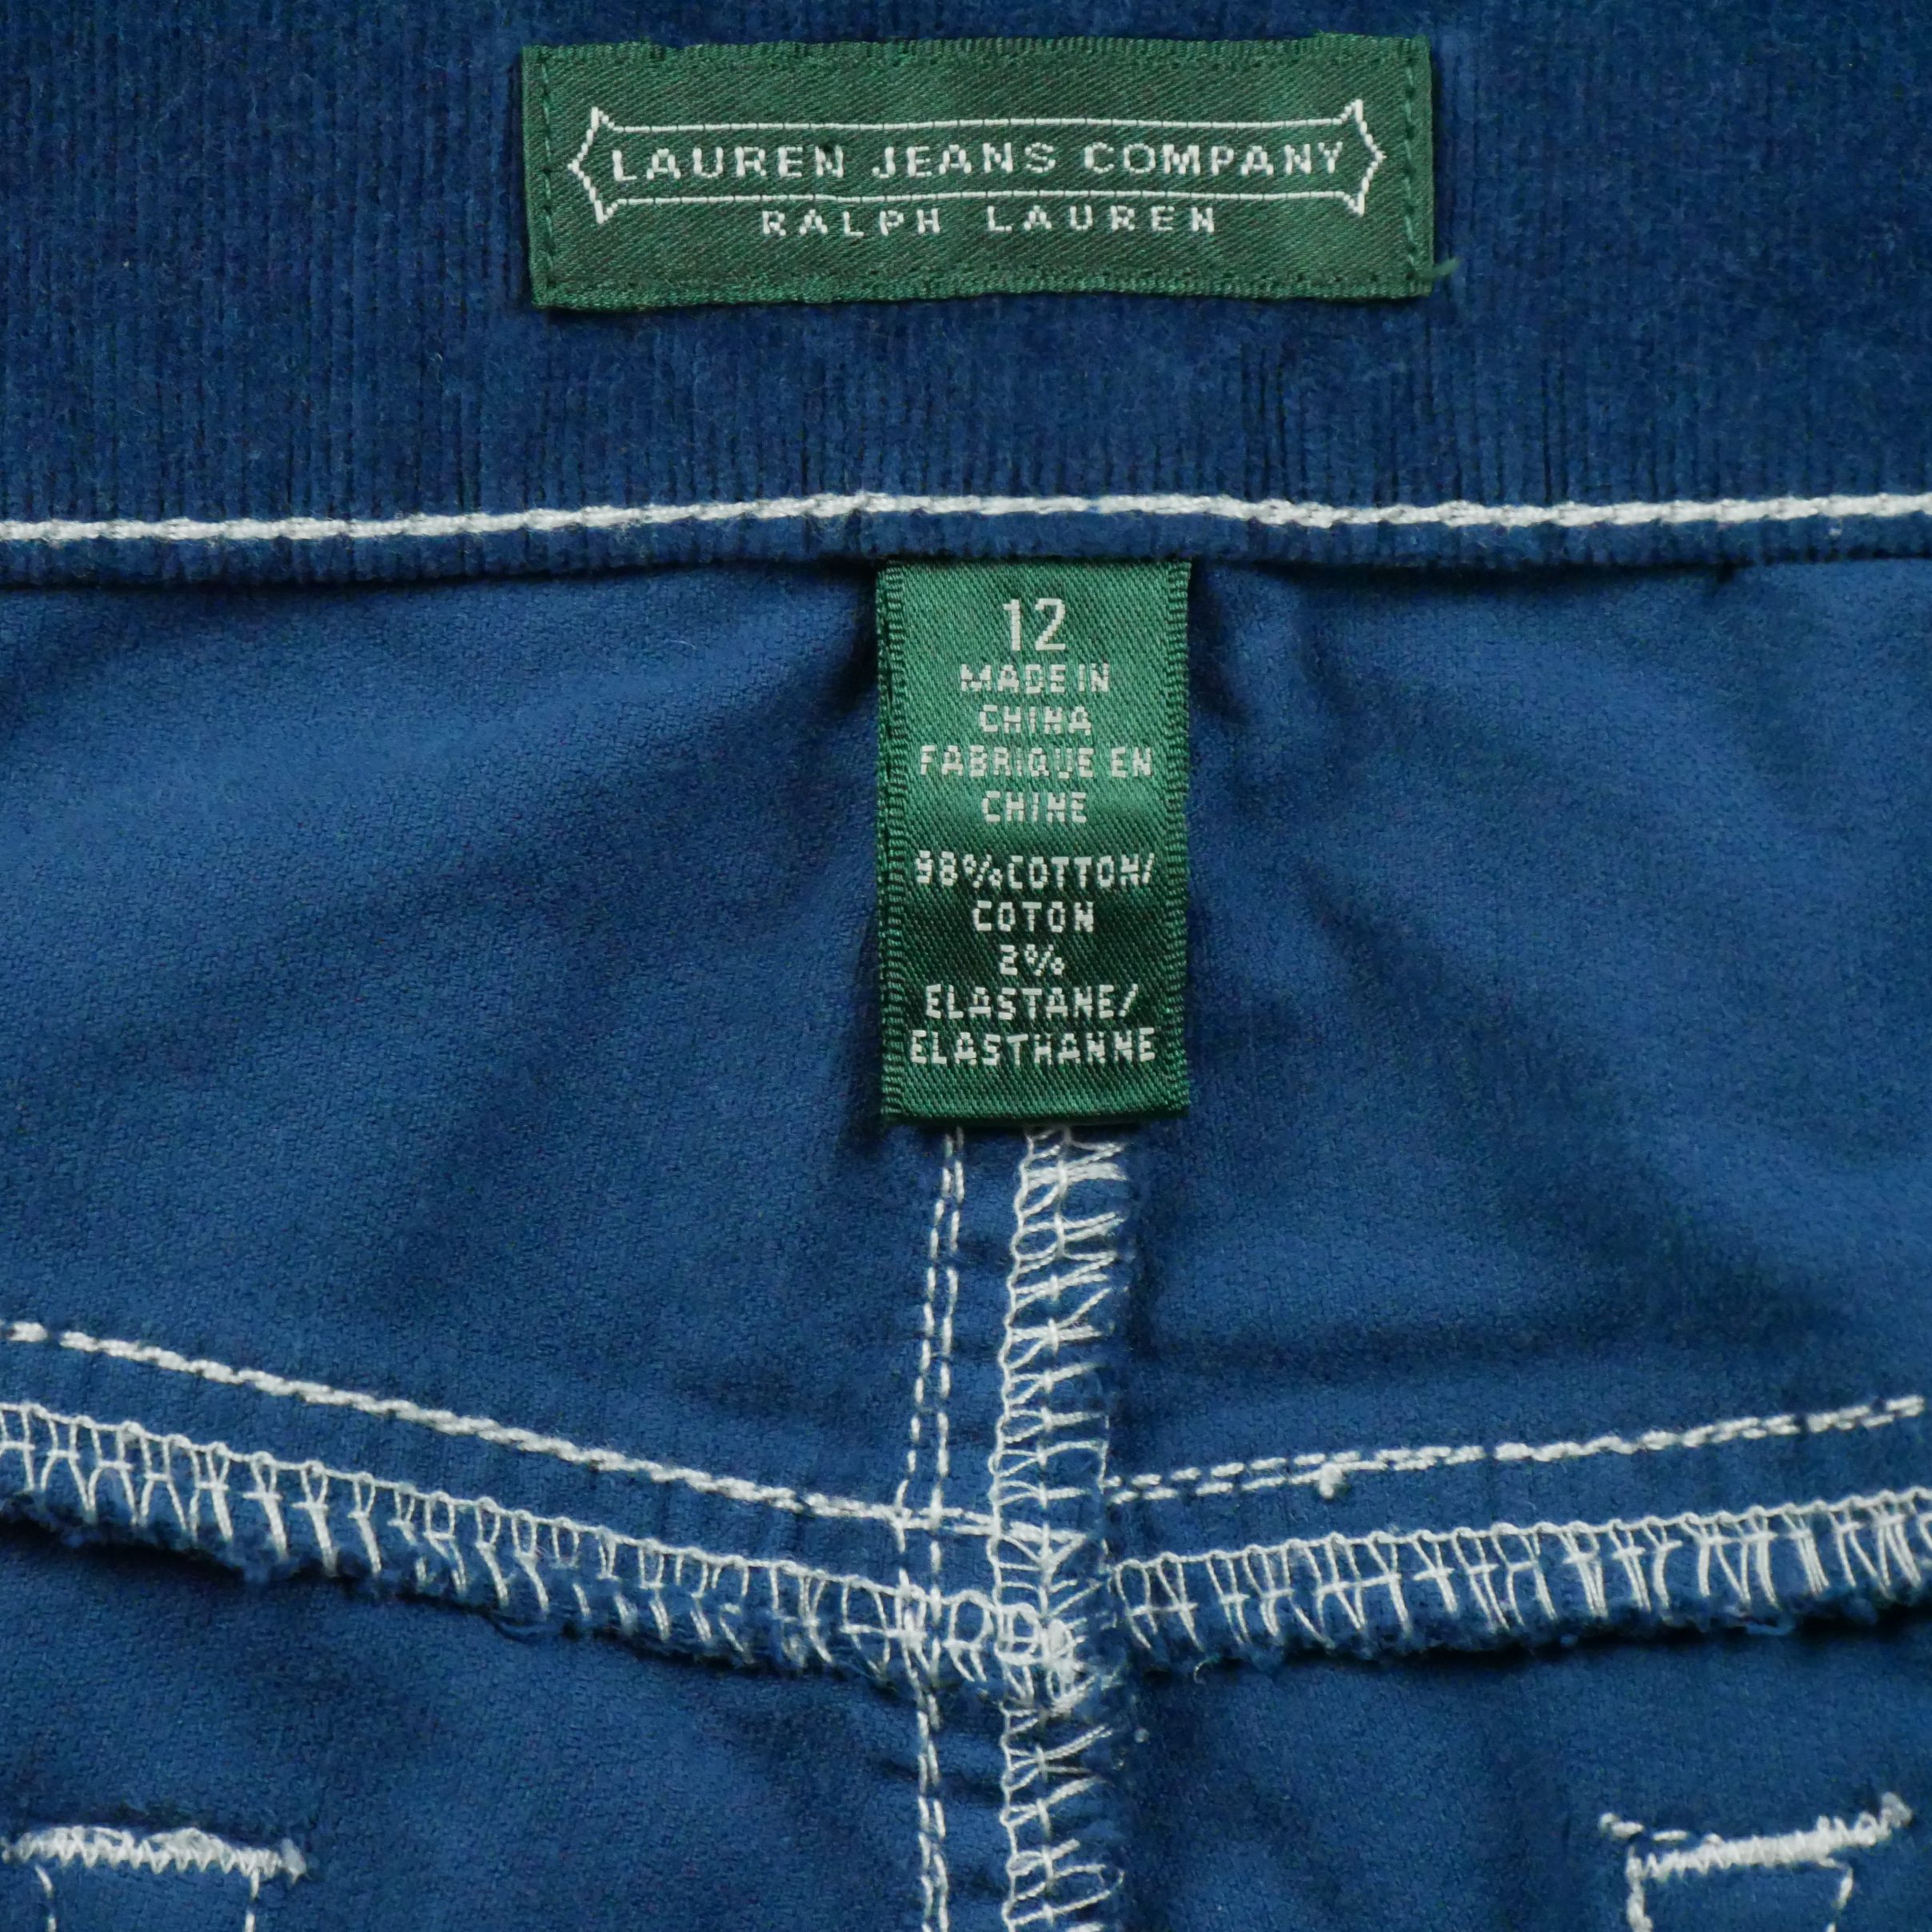 LAUREN JEANS COMPANY
RALPH LAUREN
12
MADE IN
CHINA
FABRIQUE EN
CHINE
98% COTTON/
COTON
2%
ELASTANE/
ELASTHANNE